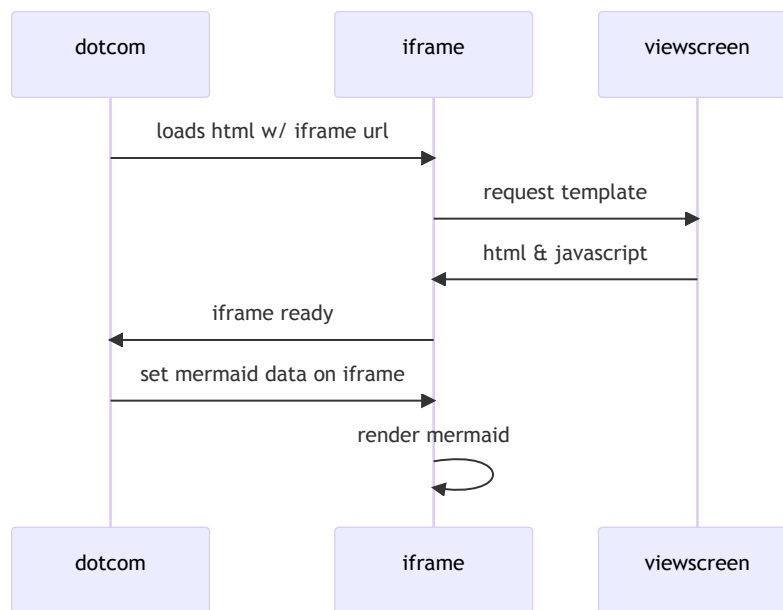 dotcom
iframe
viewscreen
loads html w/ iframe url
request template
html & javascript
iframe ready
set mermaid data on iframe
render mermaid
dotcom
iframe
viewscreen